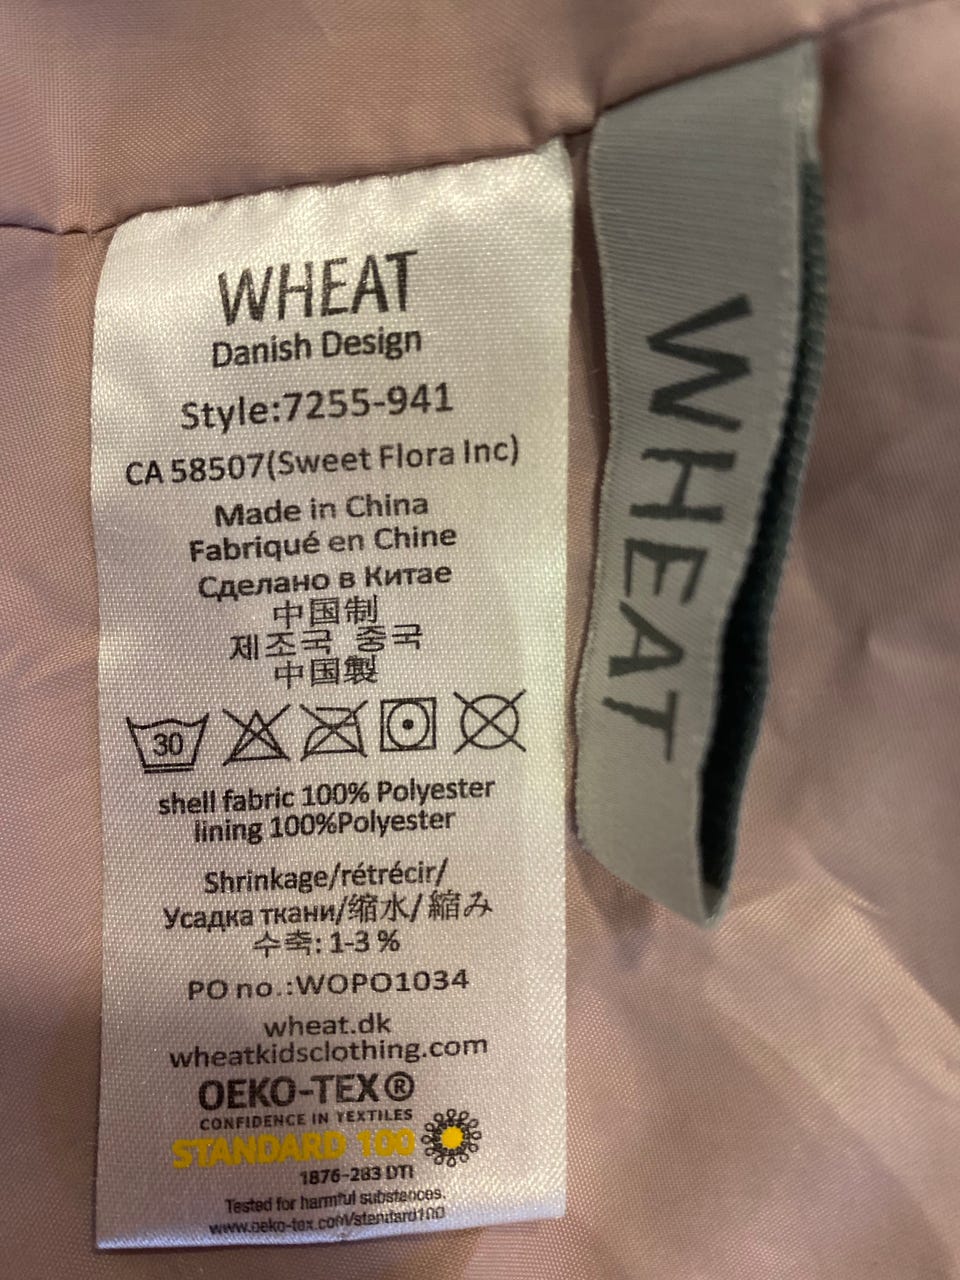 WHEAT
Danish Design
Style:7255-941
CA 58507(Sweet Flora Inc)
Made in China
Fabriqué en Chine
Сделано в Китае
中国制
제조국 중국
中国製
30
shell fabric 100% Polyester
lining 100%Polyester
Shrinkage/rétrécir/
Усадка ткани/缩水/縮み
수축: 1-3 %
PO no.:WOPO1034
wheat.dk
wheatkidsclothing.com
OEKO-TEX®
CONFIDENCE IN TEXTILES
STANDARD 100
1876-283 DTI
Tested for harmful substances.
www.oeko-tex.com/standard100
WHEAT